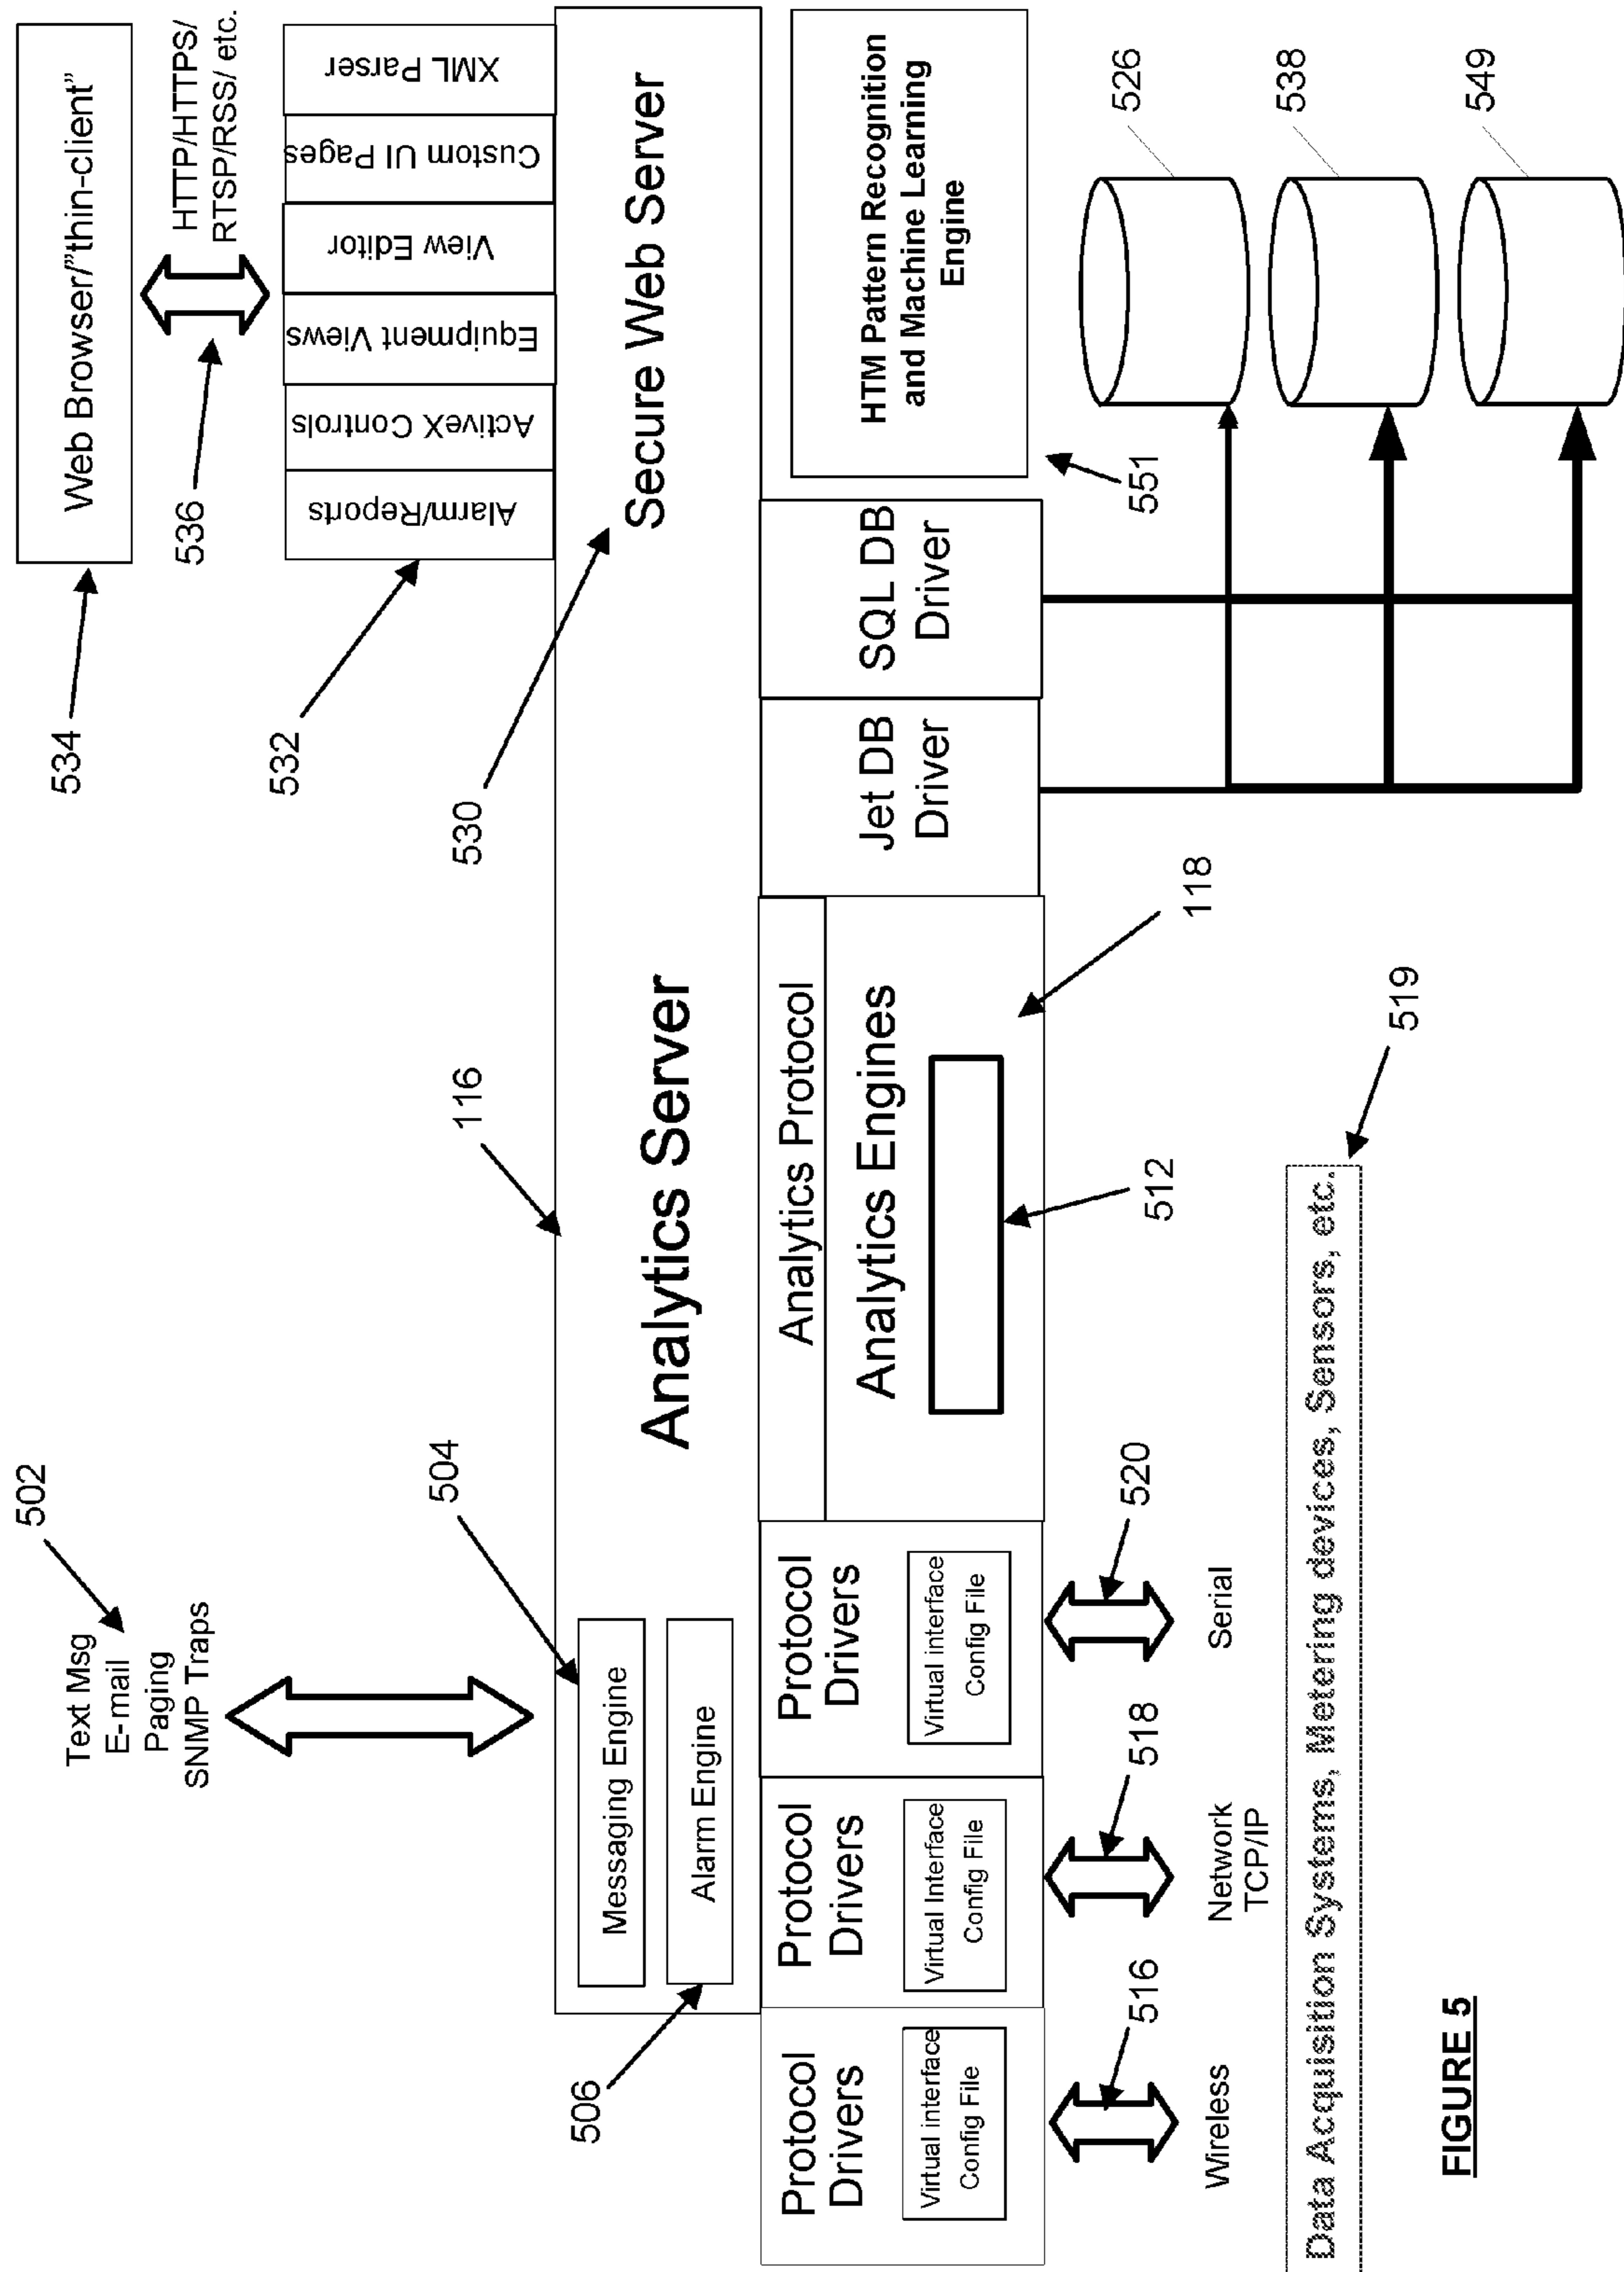 502
Text Msg
E-mail
Paging
SNMP Traps
534
Web Browser/"thin-client"
536
HTTP/HTTPS/
RTSP/RSS/ etc.
532
Alarm/Reports
ActiveX Controls
Equipment Views
View Editor
Custom UI Pages
XML Parser
504
116
530
Messaging Engine
Alarm Engine
506
Analytics Server
Secure Web Server
Protocol
Drivers
Virtual interface
Config File
Protocol
Drivers
Virtual Interface
Config File
Protocol
Drivers
Virtual interface
Config File
Analytics Protocol
Analytics Engines
Jet DB
Driver
SQL DB
Driver
HTM Pattern Recognition
and Machine Learning
Engine
516
518
520
512
118
551
526
538
549
Wireless
Network
TCP/IP
Serial
Data Acquisition Systems, Metering devices, Sensors, etc.
519
FIGURE 5